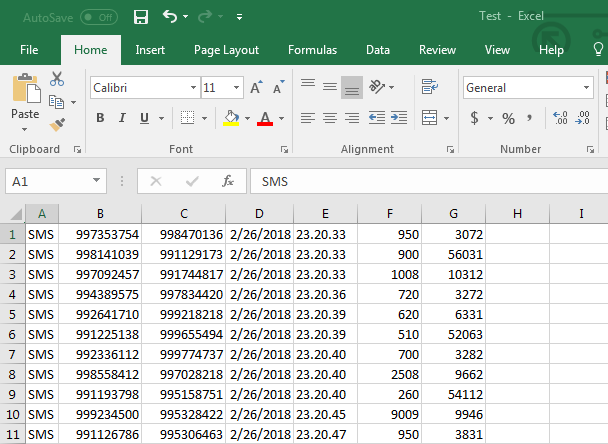 AutoSave Off Test - Excel
File Home Insert Page Layout Formulas Data Review View Help
Paste Calibri 11 A A General
B I U A $ % , .00 .0
Clipboard Font Alignment Number
A1 fx SMS
A B C D E F G H I
1 SMS 997353754 998470136 2/26/2018 23.20.33 950 3072
2 SMS 998141039 991129173 2/26/2018 23.20.33 900 56031
3 SMS 997092457 991744817 2/26/2018 23.20.33 1008 10312
4 SMS 994389575 997834420 2/26/2018 23.20.36 720 3272
5 SMS 992641710 999218218 2/26/2018 23.20.39 620 6331
6 SMS 991225138 999655494 2/26/2018 23.20.39 510 52063
7 SMS 992336112 999774737 2/26/2018 23.20.40 700 3282
8 SMS 998558412 997028218 2/26/2018 23.20.40 2508 9662
9 SMS 991193798 995158751 2/26/2018 23.20.40 260 54112
10 SMS 999234500 995328422 2/26/2018 23.20.45 9009 9946
11 SMS 991126786 995306463 2/26/2018 23.20.47 950 3831